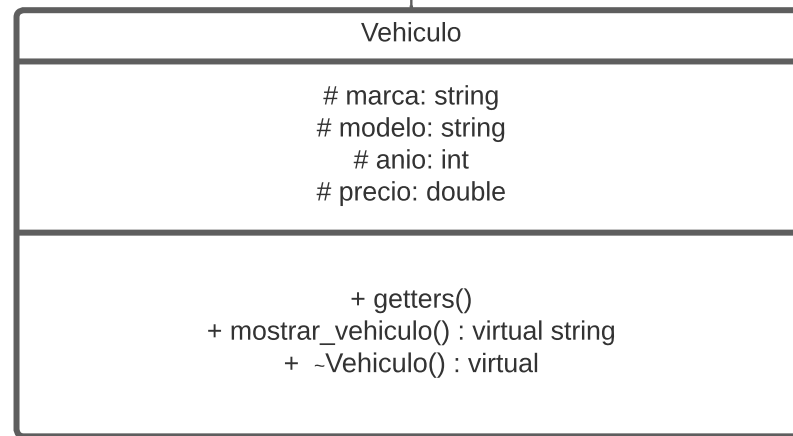 Vehiculo
# marca: string
# modelo: string
# anio: int
# precio: double
+ getters()
+ mostrar_vehiculo() : virtual string
+ ~Vehiculo() : virtual